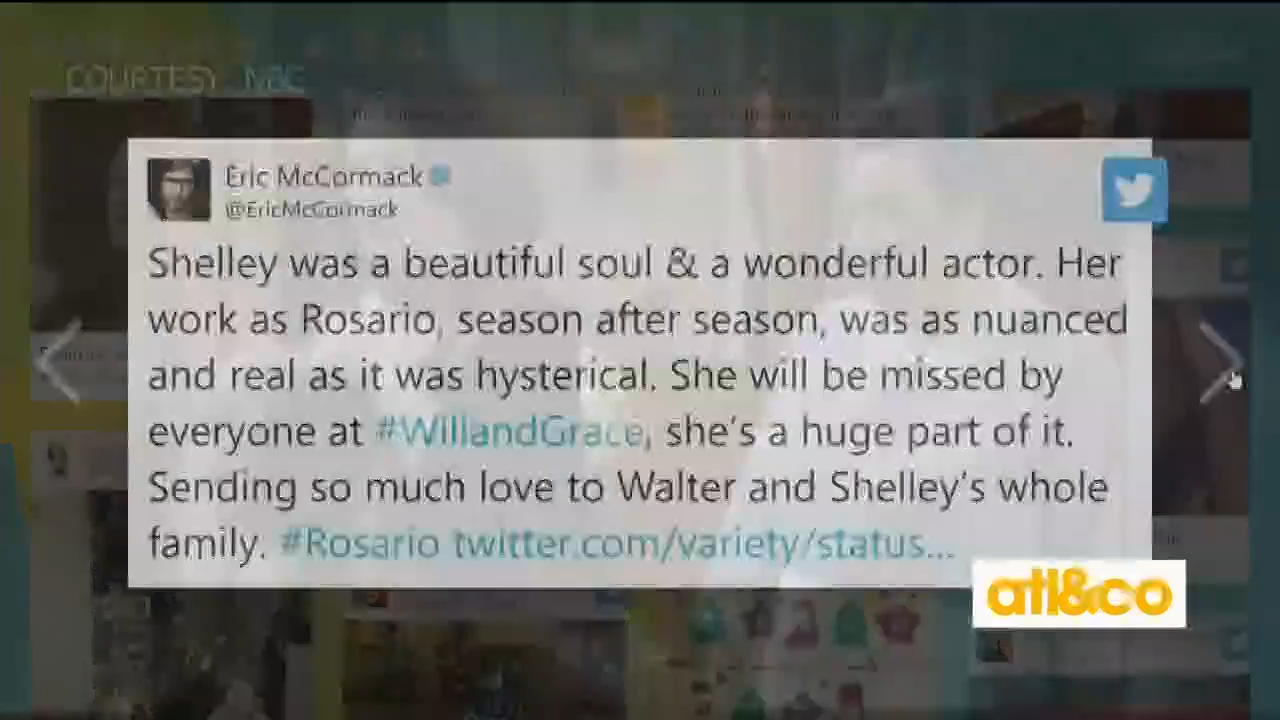 COURTESY NBC
Eric McCormack
@EricMcCormack
Shelley was a beautiful soul & a wonderful actor. Her
work as Rosario, season after season, was as nuanced
and real as it was hysterical. She will be missed by
everyone at #WillandGrace, she's a huge part of it.
Sending so much love to Walter and Shelley's whole
family. #Rosario twitter.com/variety/status...
atl&co